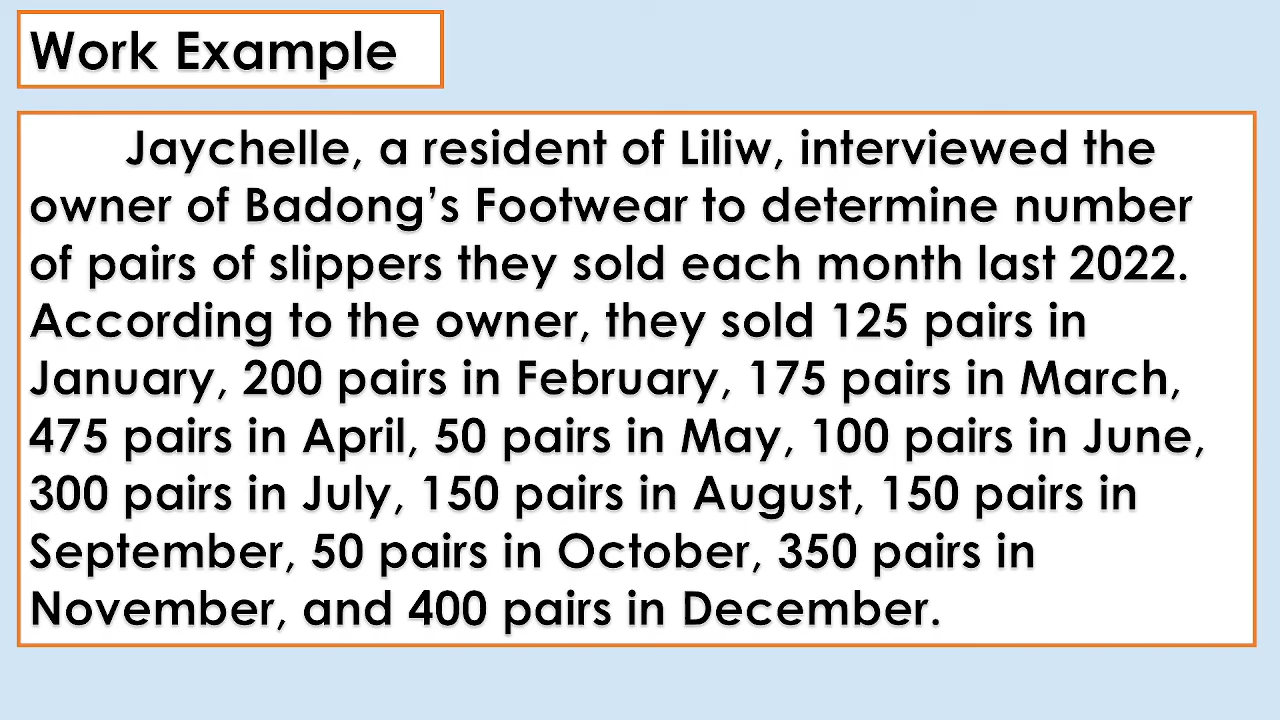 Work Example
Jaychelle, a resident of Liliw, interviewed the
owner of Badong’s Footwear to determine number
of pairs of slippers they sold each month last 2022.
According to the owner, they sold 125 pairs in
January, 200 pairs in February, 175 pairs in March,
475 pairs in April, 50 pairs in May, 100 pairs in June,
300 pairs in July, 150 pairs in August, 150 pairs in
September, 50 pairs in October, 350 pairs in
November, and 400 pairs in December.